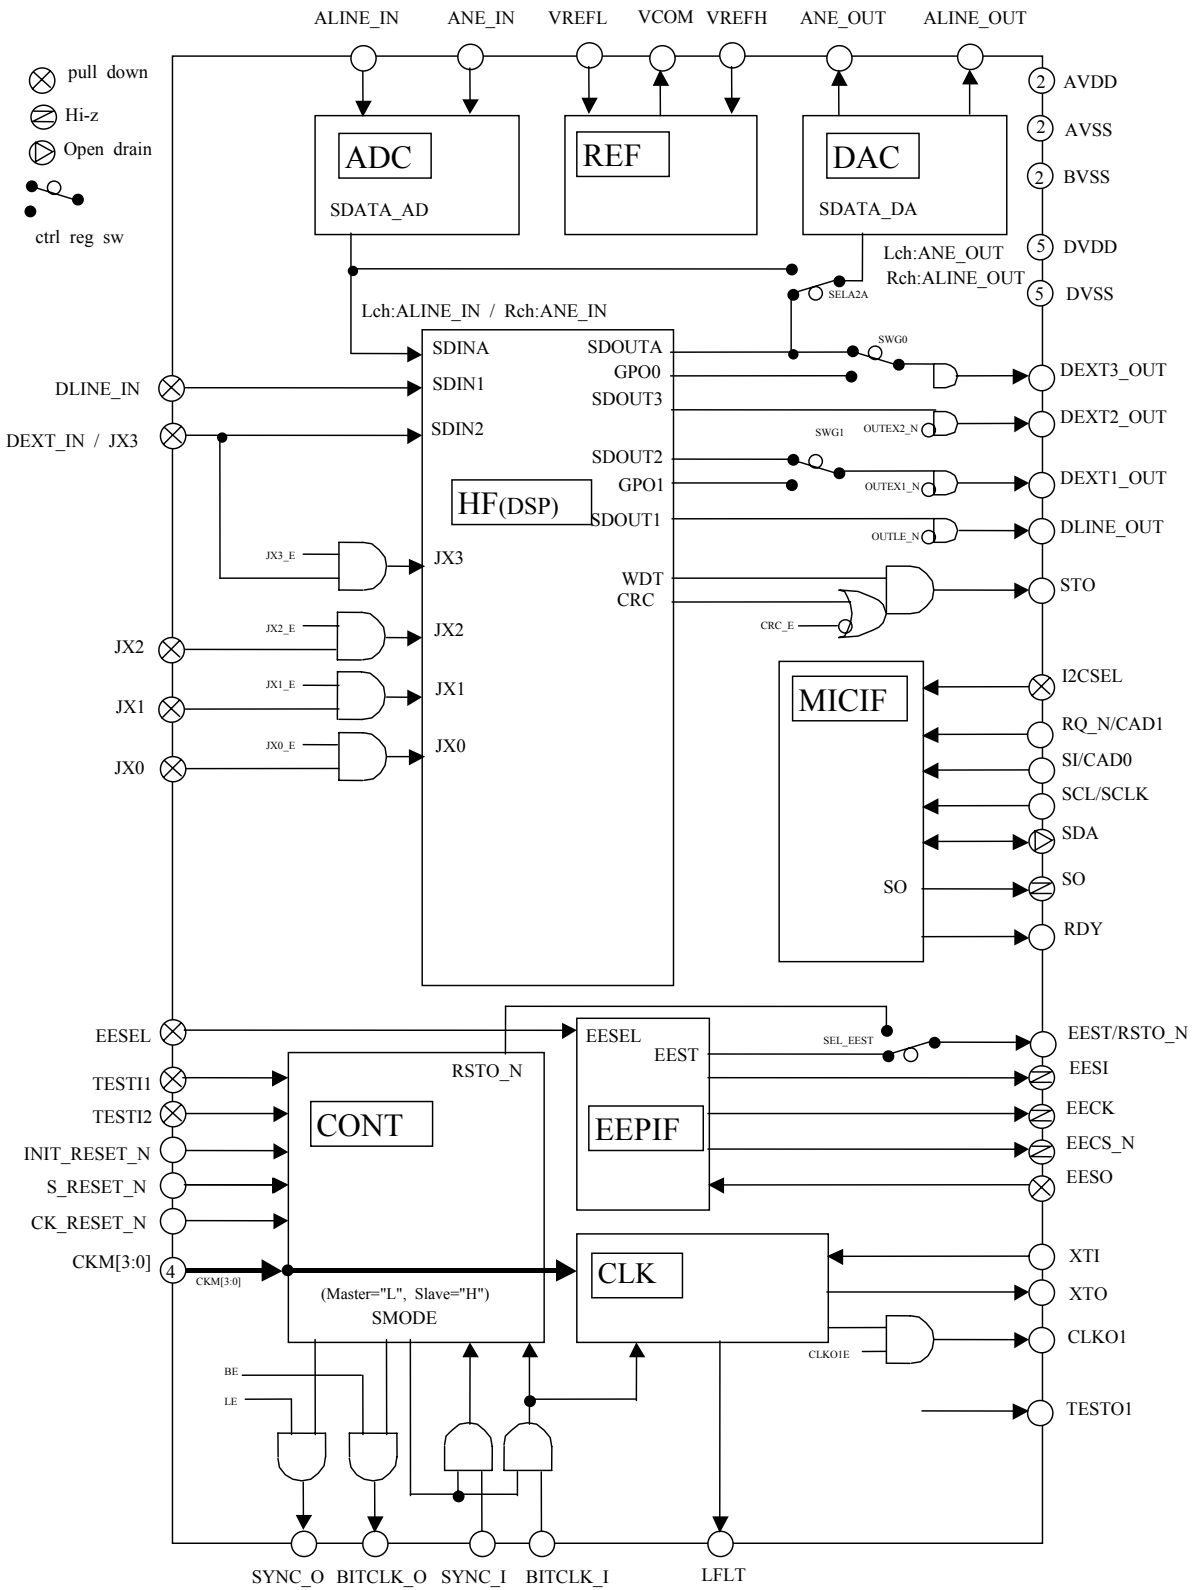 ALINE_IN ANE_IN VREFL VCOM VREFH ANE_OUT ALINE_OUT
pull down
Hi-z
Open drain
ctrl reg sw
2 AVDD
2 AVSS
2 BVSS
5 DVDD
5 DVSS
ADC
SDATA_AD
REF
DAC
SDATA_DA
Lch:ANE_OUT
Rch:ALINE_OUT
SELA2A
Lch:ALINE_IN / Rch:ANE_IN
DLINE_IN
DEXT_IN / JX3
JX2
JX1
JX0
JX3_E
JX2_E
JX1_E
JX0_E
SDINA
SDIN1
SDIN2
JX3
JX2
JX1
JX0
HF(DSP)
SDOUTA
GPO0
SDOUT3
SDOUT2
GPO1
SDOUT1
WDT
CRC
SWG0
SWG1
OUTEX2_N
OUTEX1_N
OUTLE_N
CRC_E
DEXT3_OUT
DEXT2_OUT
DEXT1_OUT
DLINE_OUT
STO
MICIF
SO
I2CSEL
RQ_N/CAD1
SI/CAD0
SCL/SCLK
SDA
SO
RDY
EESEL
TESTI1
TESTI2
INIT_RESET_N
S_RESET_N
CK_RESET_N
CKM[3:0] 4
CKM[3:0]
RSTO_N
CONT
(Master="L", Slave="H")
SMODE
EESEL
EEST
EEPIF
SEL_EEST
EEST/RSTO_N
EESI
EECK
EECS_N
EESO
CLK
XTI
XTO
CLKO1
CLKO1E
TESTO1
BE
LE
SYNC_O BITCLK_O SYNC_I BITCLK_I LFLT